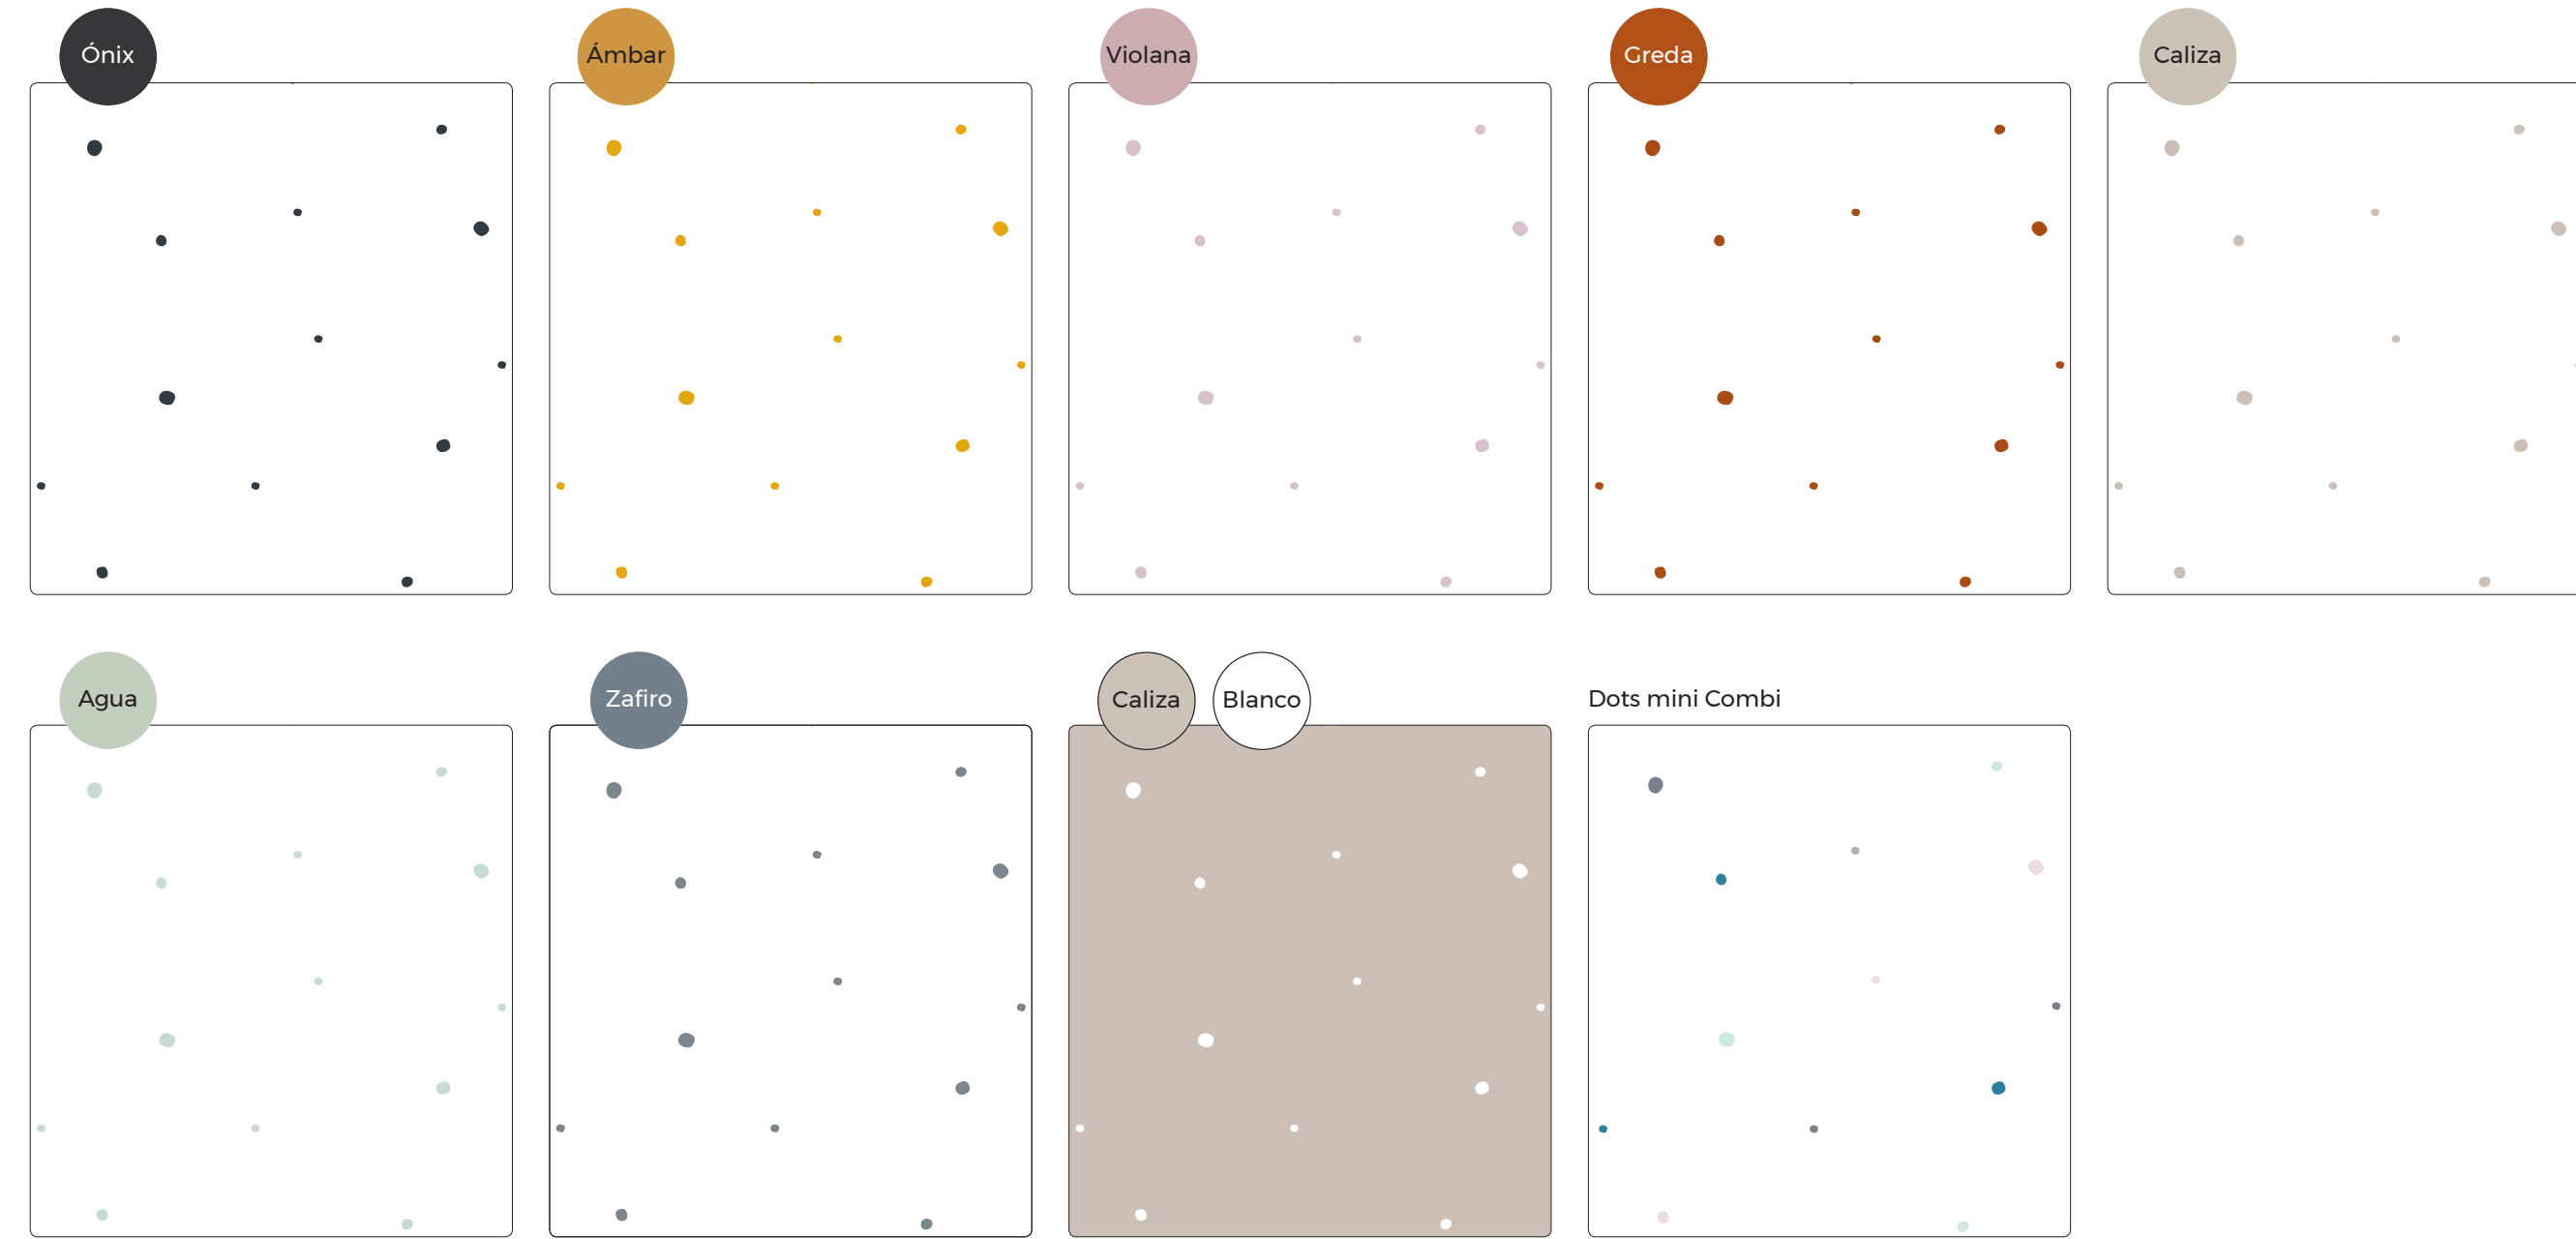 Ónix
Ámbar
Violana
Greda
Caliza
Agua
Zafiro
Caliza
Blanco
Dots mini Combi